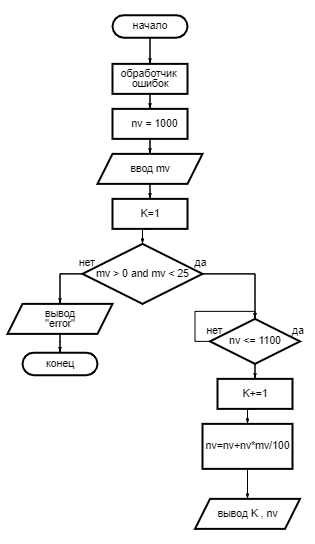 начало
обработчик
ошибок
nv = 1000
ввод mv
K=1
нет
да
mv > 0 and mv < 25
вывод
"error"
конец
нет
да
nv <= 1100
K+=1
nv=nv+nv*mv/100
вывод K , nv